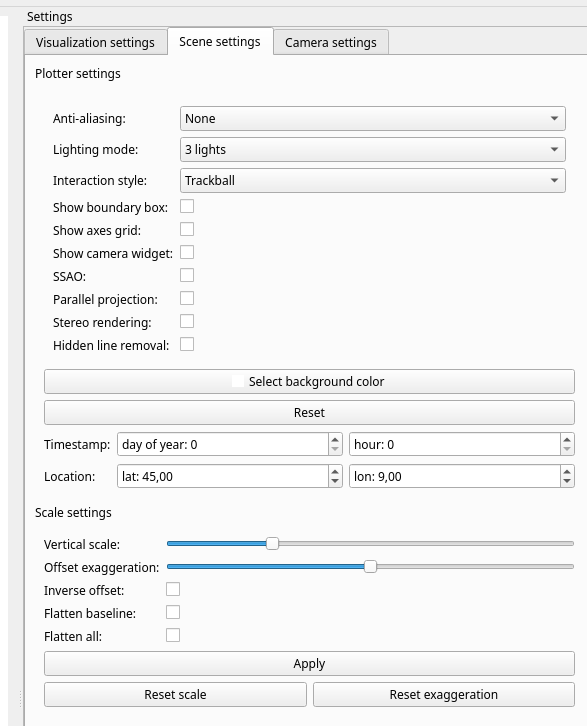 Settings
Visualization settings Scene settings Camera settings
Plotter settings
Anti-aliasing: None
Lighting mode: 3 lights
Interaction style: Trackball
Show boundary box:
Show axes grid:
Show camera widget:
SSAO:
Parallel projection:
Stereo rendering:
Hidden line removal:
Select background color
Reset
Timestamp: day of year: 0 hour: 0
Location: lat: 45,00 lon: 9,00
Scale settings
Vertical scale:
Offset exaggeration:
Inverse offset:
Flatten baseline:
Flatten all:
Apply
Reset scale Reset exaggeration